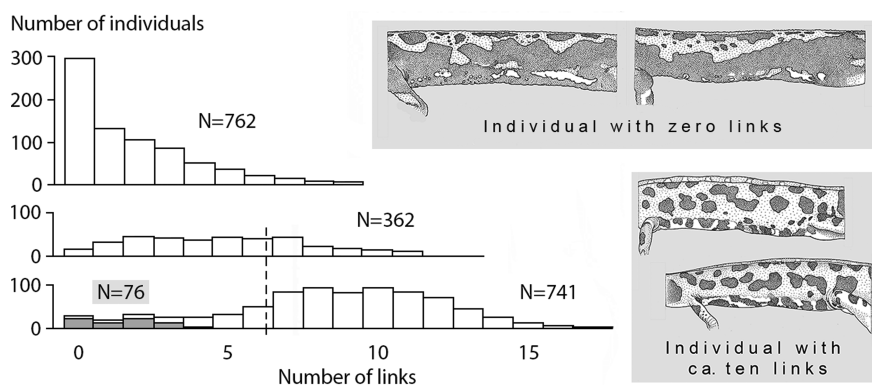 Number of individuals
300
200
100
0
N=762
Individual with zero links
100
0
N=362
100
0
N=76
N=741
0 5 10 15
Number of links
Individual with
ca. ten links